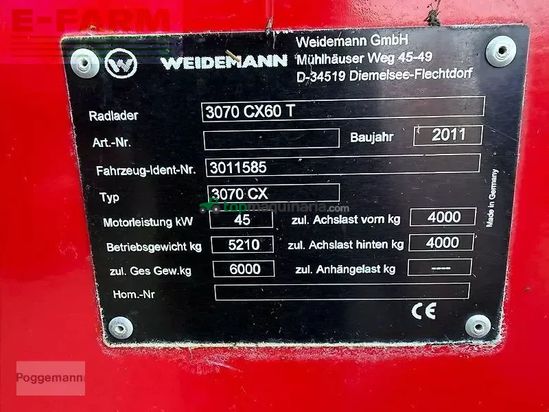 E-FARM
WEIDEMANN
Weidemann GmbH
Mühlhäuser Weg 45-49
D-34519 Diemelsee-Flechtdorf
Radlader 3070 CX60 T
Art.-Nr. Baujahr 2011
Fahrzeug-Ident-Nr. 3011585
Typ 3070 CX
topmaquinaria.com
Motorleistung kW 45 zul. Achslast vorn kg 4000
Betriebsgewicht kg 5210 zul. Achslast hinten kg 4000
zul. Ges Gew.kg 6000 zul. Anhängelast kg ----
Hom.-Nr
Made in Germany
CE
Poggemann